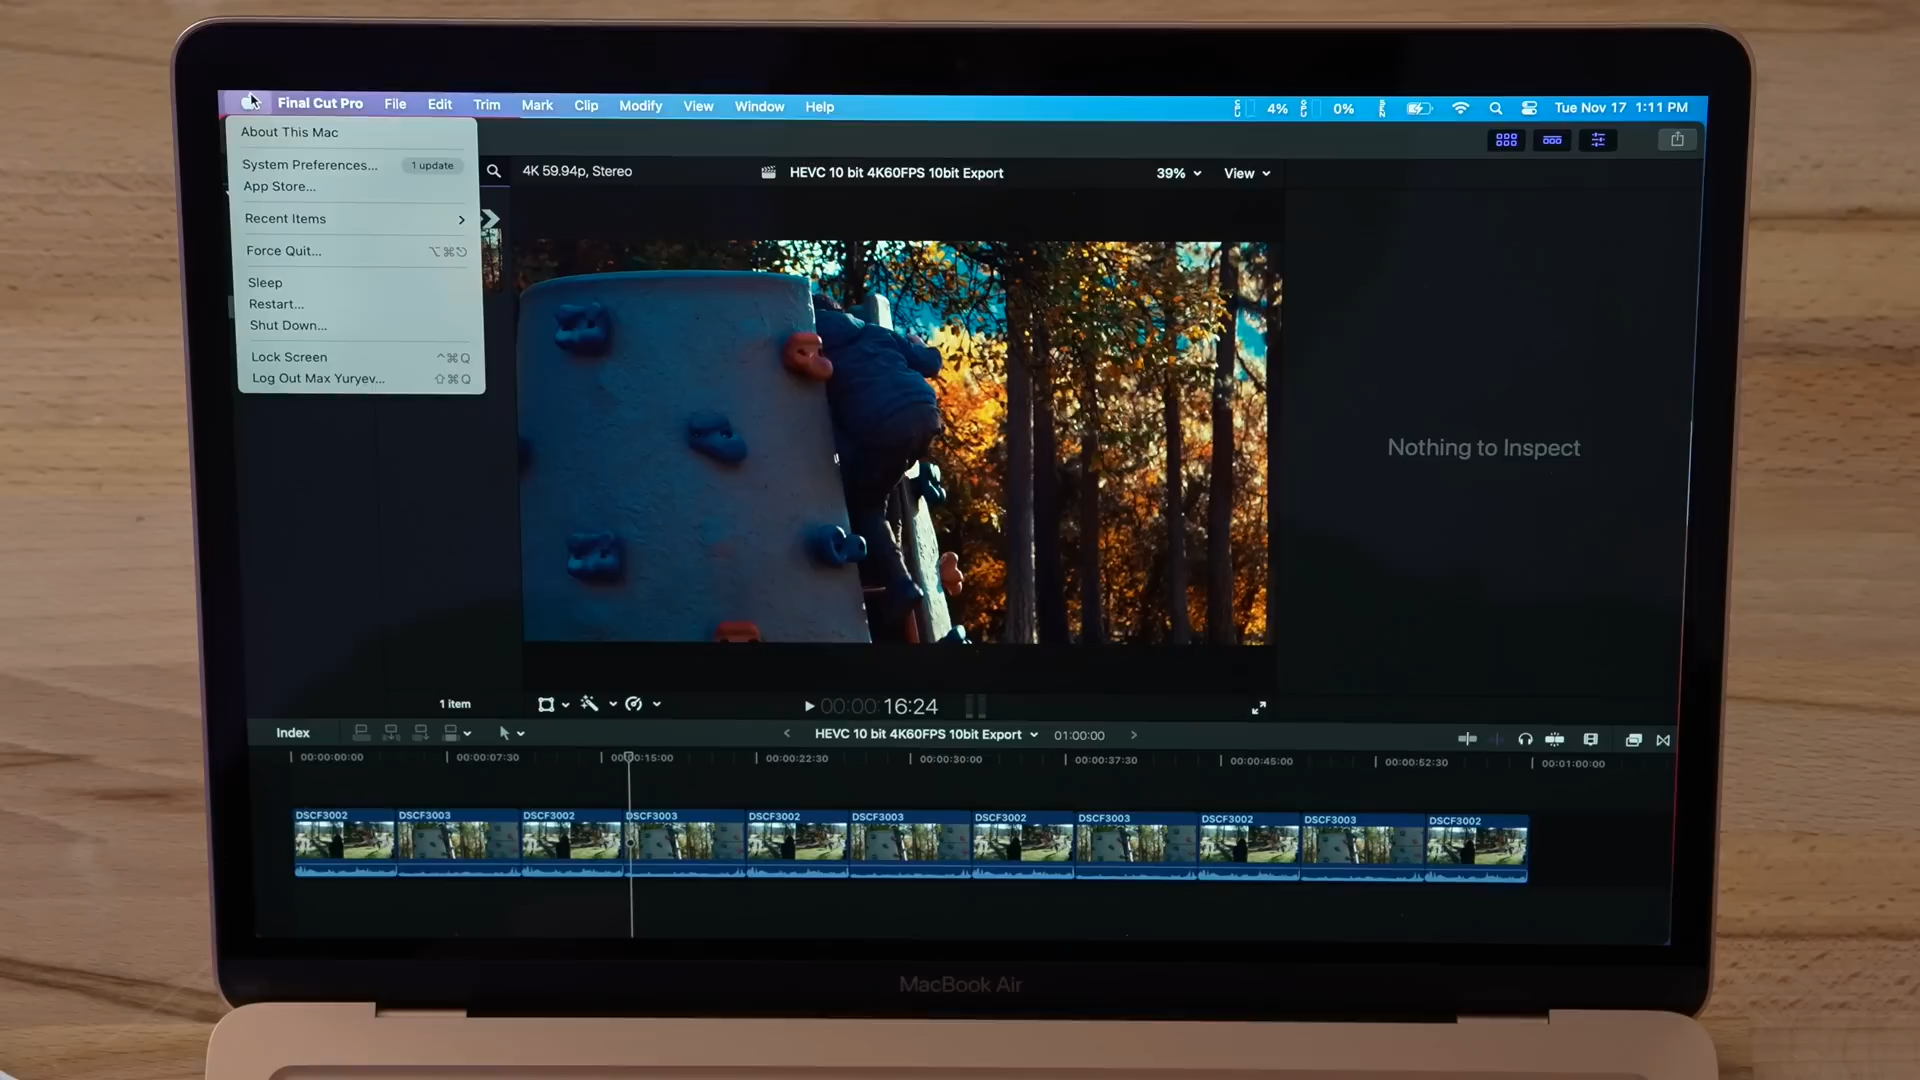 Final Cut Pro File Edit Trim Mark Clip Modify View Window Help 4% 0% Tue Nov 17 1:11 PM
About This Mac
System Preferences... 1 update
App Store...
Recent Items
Force Quit... ⌥⌘⎋
Sleep
Restart...
Shut Down...
Lock Screen ^⌘Q
Log Out Max Yuryev... ⇧⌘Q
4K 59.94p, Stereo HEVC 10 bit 4K60FPS 10bit Export 39% View
Nothing to Inspect
1 item 00:00:16:24
Index HEVC 10 bit 4K60FPS 10bit Export 01:00:00
00:00:00:00 00:00:07:30 00:00:15:00 00:00:22:30 00:00:30:00 00:00:37:30 00:00:45:00 00:00:52:30 00:01:00:00
DSCF3002 DSCF3003 DSCF3002 DSCF3003 DSCF3002 DSCF3003 DSCF3002 DSCF3003 DSCF3002 DSCF3003 DSCF3002
MacBook Air